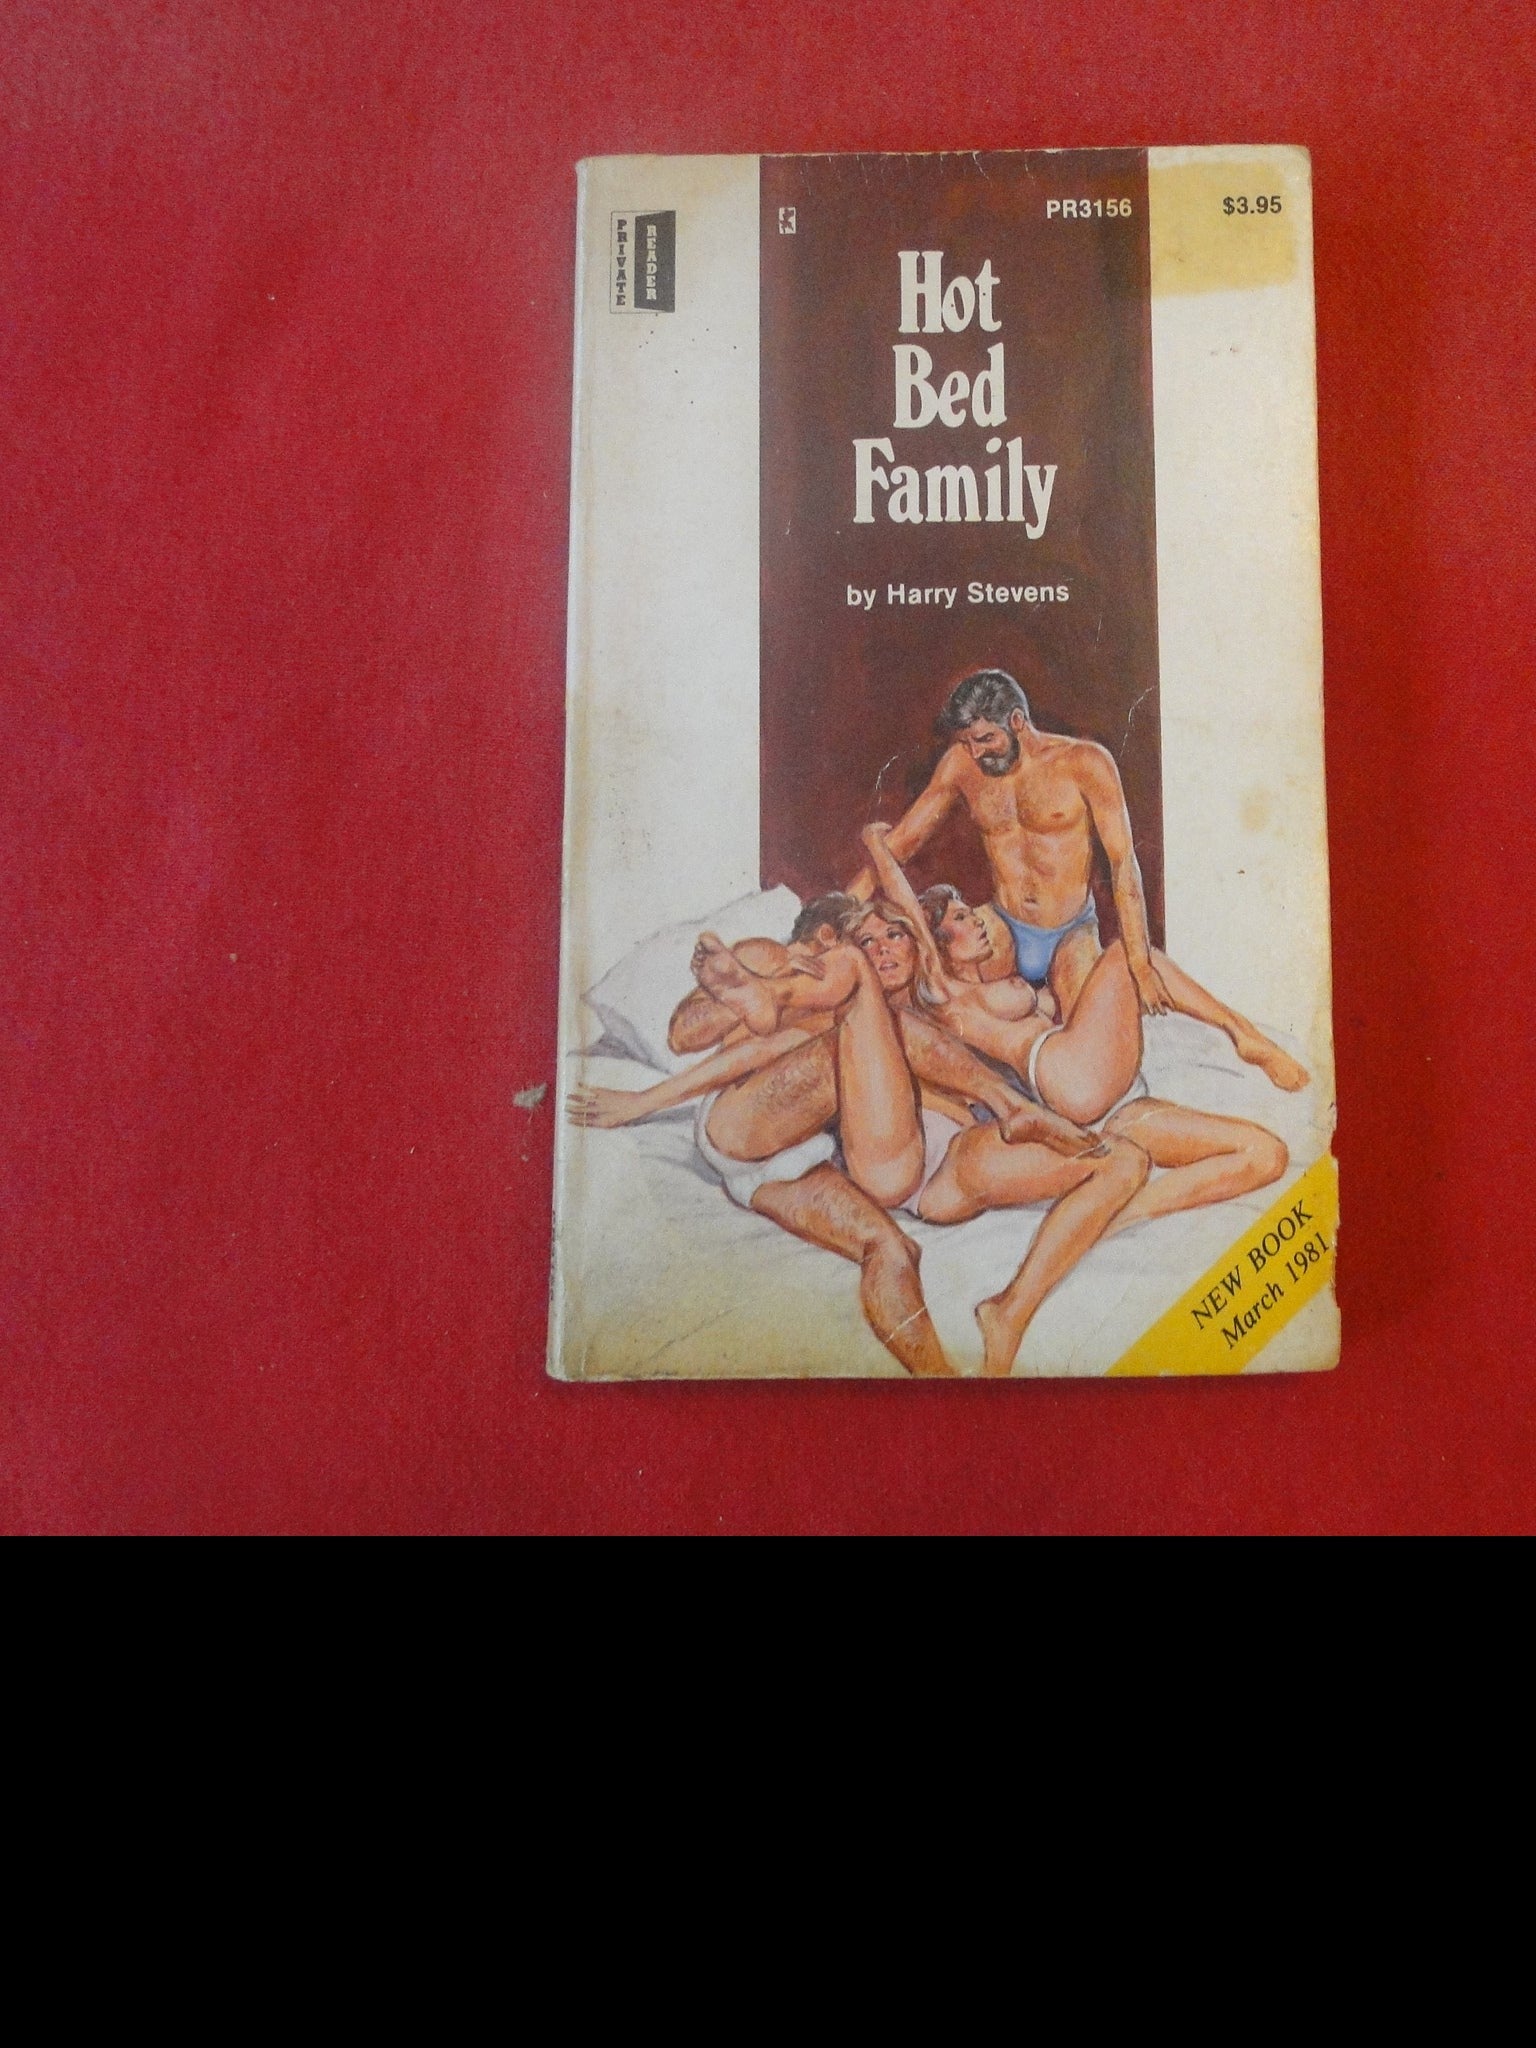 PRIVATE
READER
PR3156
$3.95
Hot
Bed
Family
by Harry Stevens
NEW BOOK
March 1981